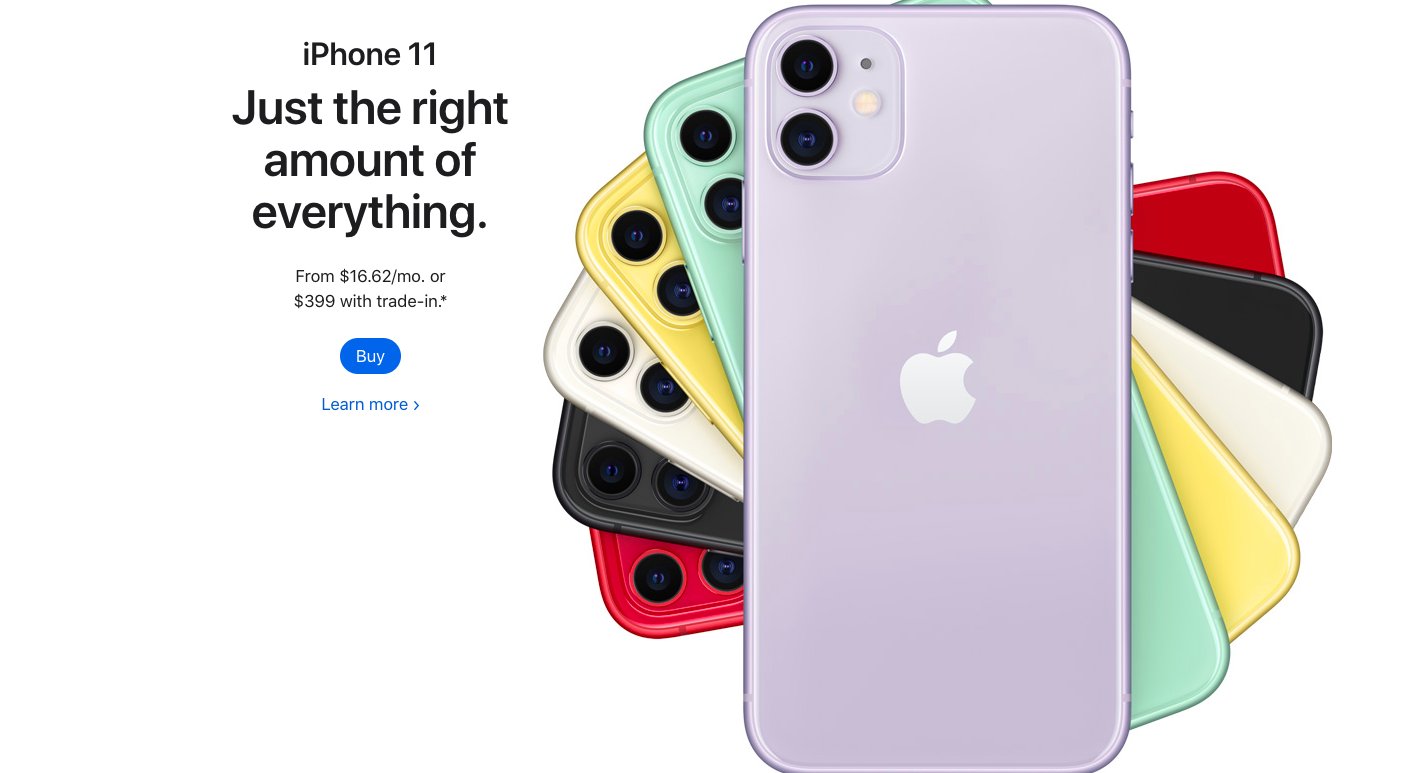 iPhone 11
Just the right
amount of
everything.
From $16.62/mo. or
$399 with trade-in.*
Buy
Learn more ›